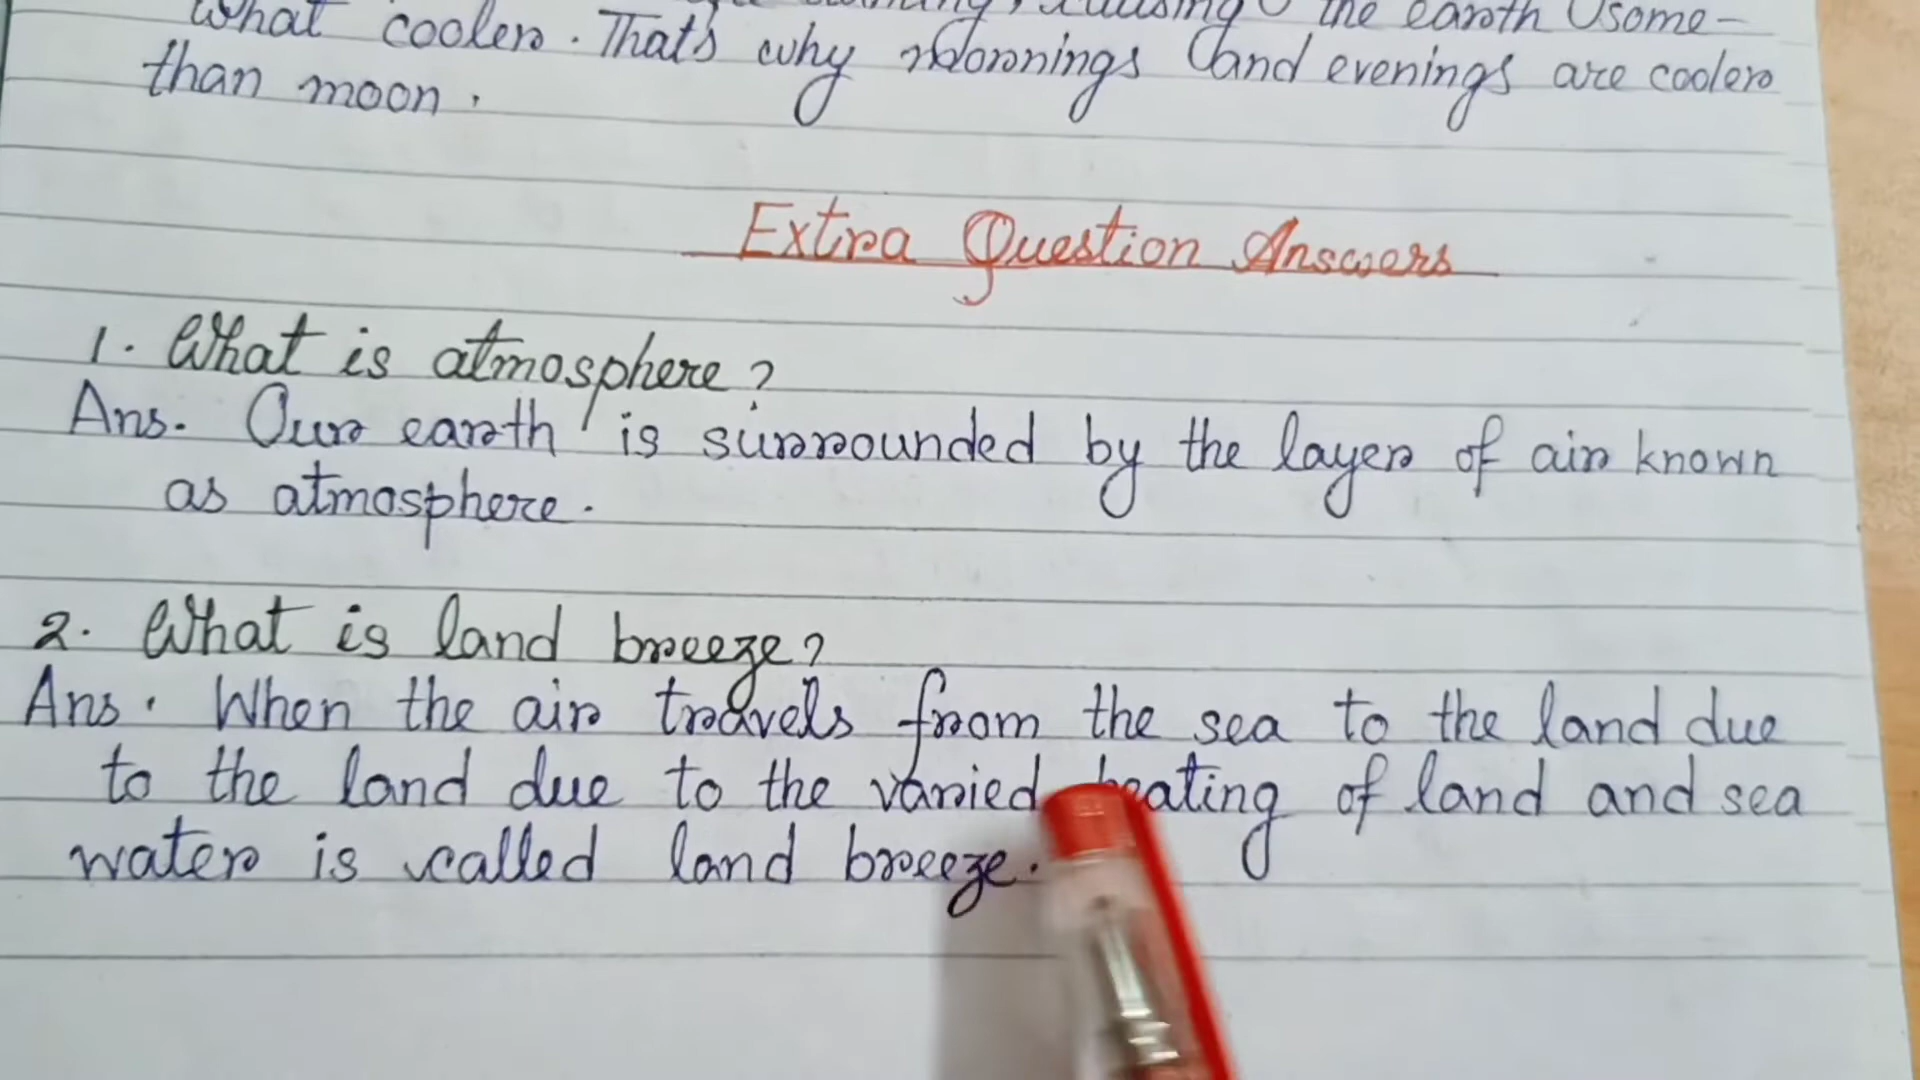 the earth some-
what cooler. That's why mornings and evenings are cooler
than moon.
Extra Question Answers
1. What is atmosphere?
Ans. Our earth is surrounded by the layer of air known
as atmosphere.
2. What is land breeze?
Ans. When the air travels from the sea to the land due
to the land due to the varied heating of land and sea
water is called land breeze.